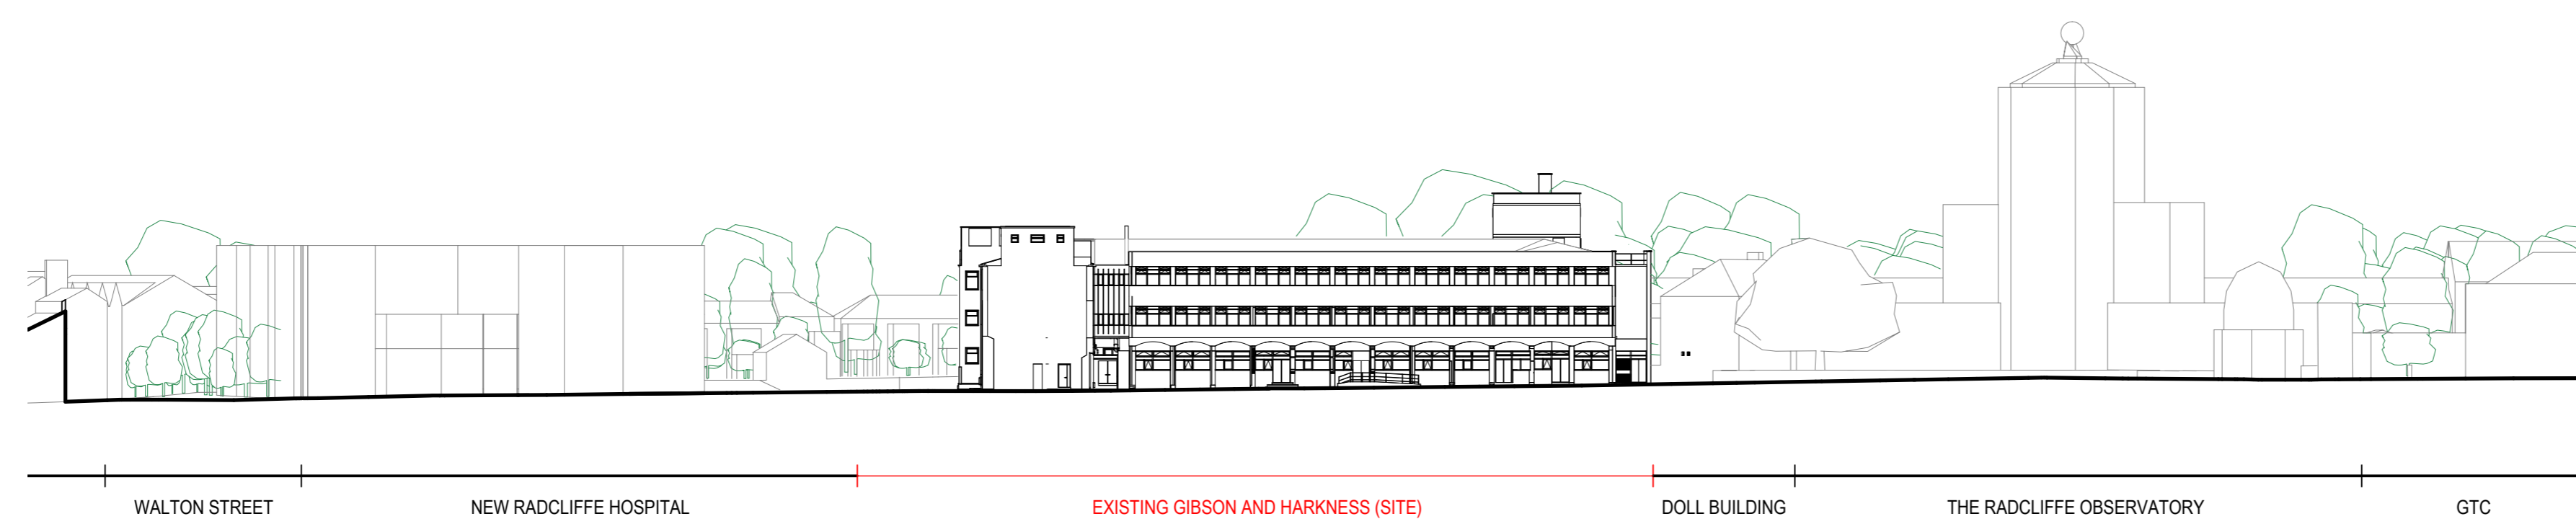 WALTON STREET
NEW RADCLIFFE HOSPITAL
EXISTING GIBSON AND HARKNESS (SITE)
DOLL BUILDING
THE RADCLIFFE OBSERVATORY
GTC